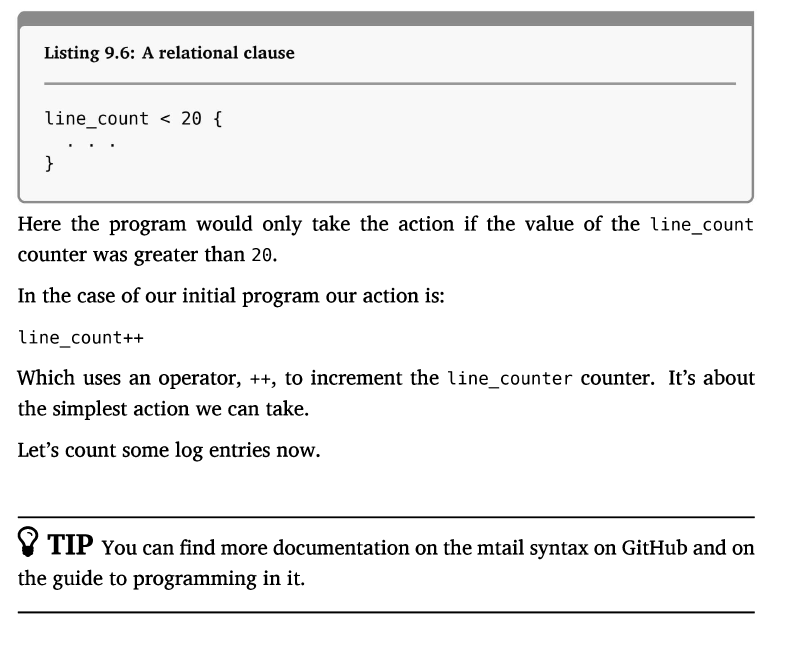 Listing 9.6: A relational clause
line_count < 20 {
. . .
}
Here the program would only take the action if the value of the line_count
counter was greater than 20.
In the case of our initial program our action is:
line_count++
Which uses an operator, ++, to increment the line_counter counter. It’s about
the simplest action we can take.
Let’s count some log entries now.
TIP You can find more documentation on the mtail syntax on GitHub and on
the guide to programming in it.